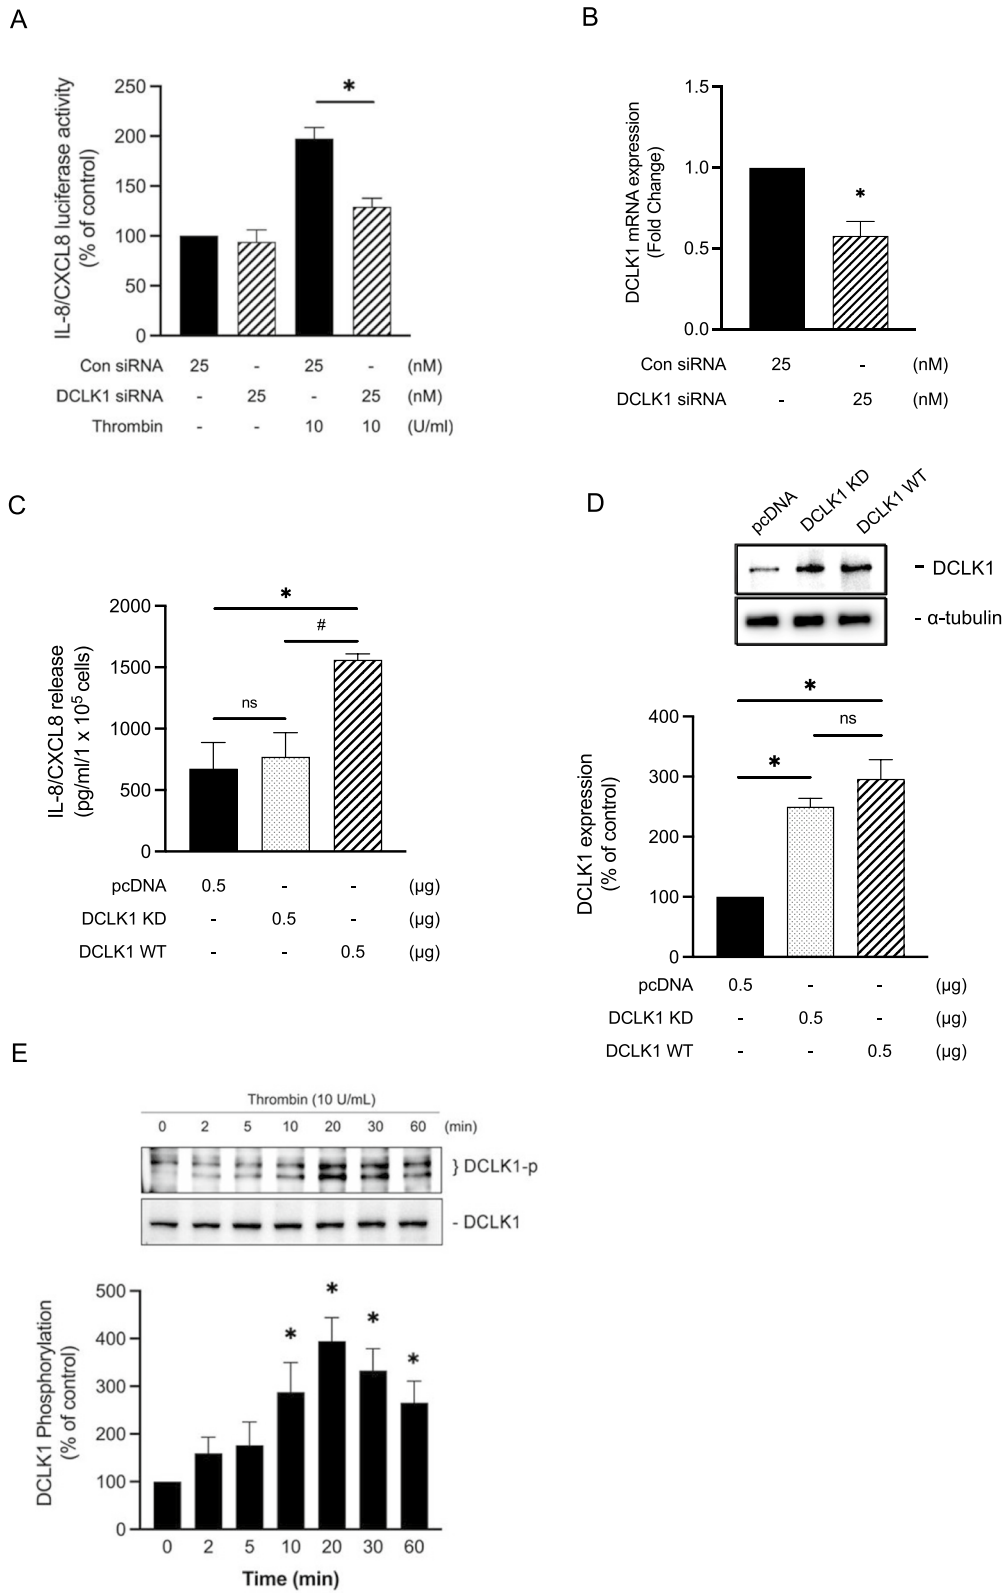 A
IL-8/CXCL8 luciferase activity
(% of control)
250
200
150
100
50
0
*
Con siRNA 25 - 25 - (nM)
DCLK1 siRNA - 25 - 25 (nM)
Thrombin - - 10 10 (U/ml)
B
DCLK1 mRNA expression
(Fold Change)
1.5
1.0
0.5
0.0
*
Con siRNA 25 - (nM)
DCLK1 siRNA - 25 (nM)
C
IL-8/CXCL8 release
(pg/ml/1 x 10⁵ cells)
2000
1500
1000
500
0
*
#
ns
pcDNA 0.5 - - (µg)
DCLK1 KD - 0.5 - (µg)
DCLK1 WT - - 0.5 (µg)
D
pcDNA
DCLK1 KD
DCLK1 WT
- DCLK1
- α-tubulin
DCLK1 expression
(% of control)
400
300
200
100
0
*
ns
*
pcDNA 0.5 - - (µg)
DCLK1 KD - 0.5 - (µg)
DCLK1 WT - - 0.5 (µg)
E
Thrombin (10 U/mL)
0 2 5 10 20 30 60 (min)
} DCLK1-p
- DCLK1
DCLK1 Phosphorylation
(% of control)
500
400
300
200
100
0
* * * *
0 2 5 10 20 30 60
Time (min)